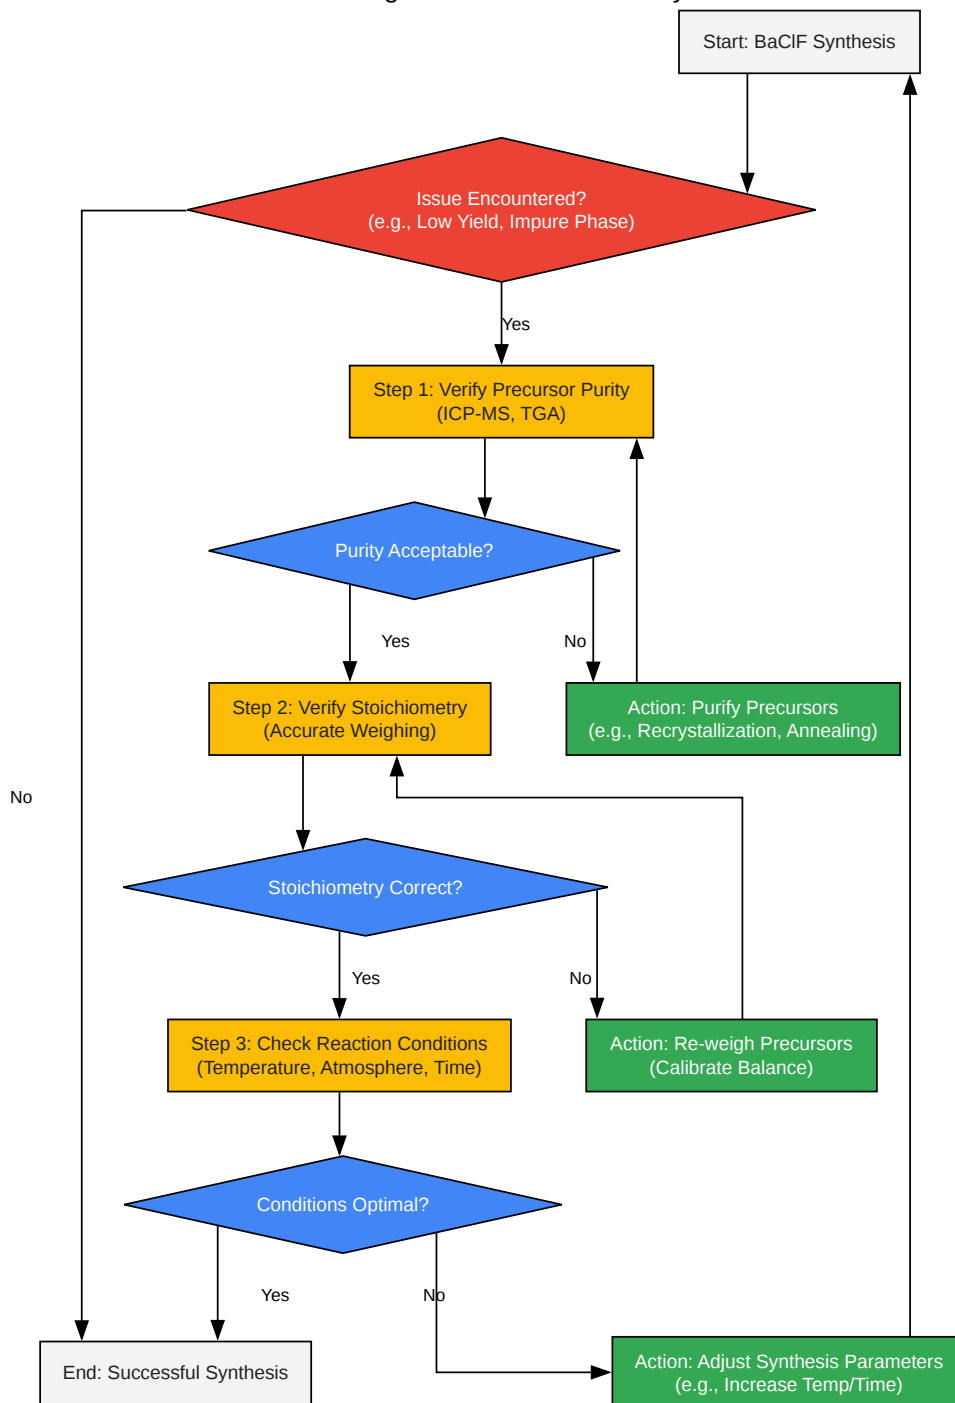 Start: BaClF Synthesis
Issue Encountered?
(e.g., Low Yield, Impure Phase)
Yes
Step 1: Verify Precursor Purity
(ICP-MS, TGA)
Purity Acceptable?
Yes
No
Step 2: Verify Stoichiometry
(Accurate Weighing)
Action: Purify Precursors
(e.g., Recrystallization, Annealing)
No
Stoichiometry Correct?
Yes
No
Step 3: Check Reaction Conditions
(Temperature, Atmosphere, Time)
Action: Re-weigh Precursors
(Calibrate Balance)
Conditions Optimal?
Yes
No
End: Successful Synthesis
Action: Adjust Synthesis Parameters
(e.g., Increase Temp/Time)